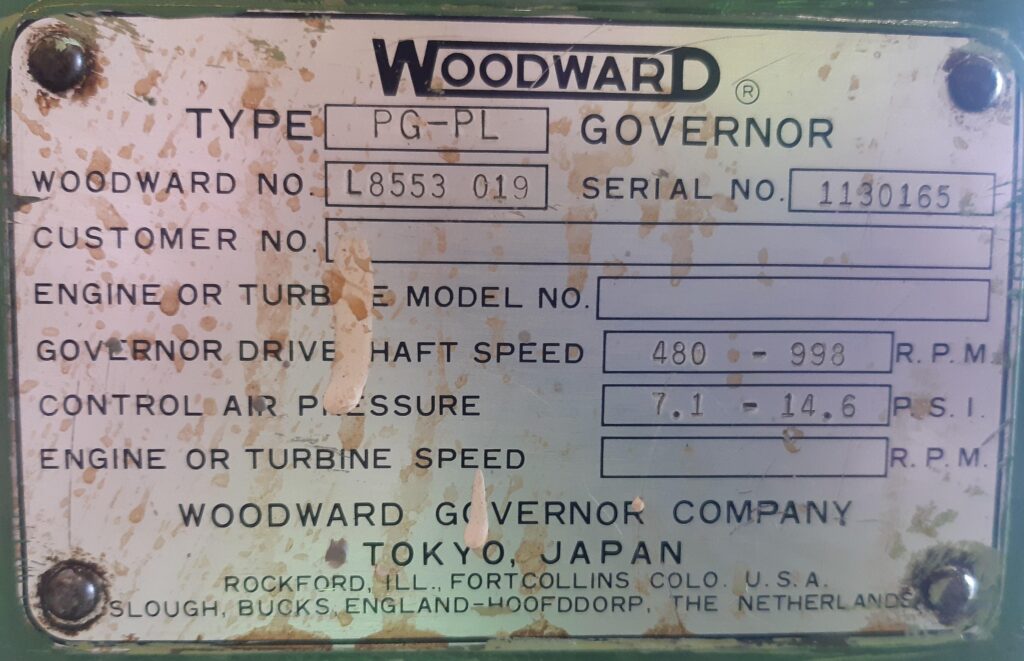 WOODWARD ®
TYPE PG-PL GOVERNOR
WOODWARD NO. L8553 019 SERIAL NO. 1130165
CUSTOMER NO.
ENGINE OR TURB E MODEL NO.
GOVERNOR DRIVE HAFT SPEED 480 - 998 R.P.M.
CONTROL AIR PRESSURE 7.1 - 14.6 P.S.I.
ENGINE OR TURBINE SPEED R.P.M.
WOODWARD GOVERNOR COMPANY
TOKYO, JAPAN
ROCKFORD, ILL., FORTCOLLINS COLO. U.S.A.
SLOUGH, BUCKS, ENGLAND-HOOFDDORP, THE NETHERLANDS